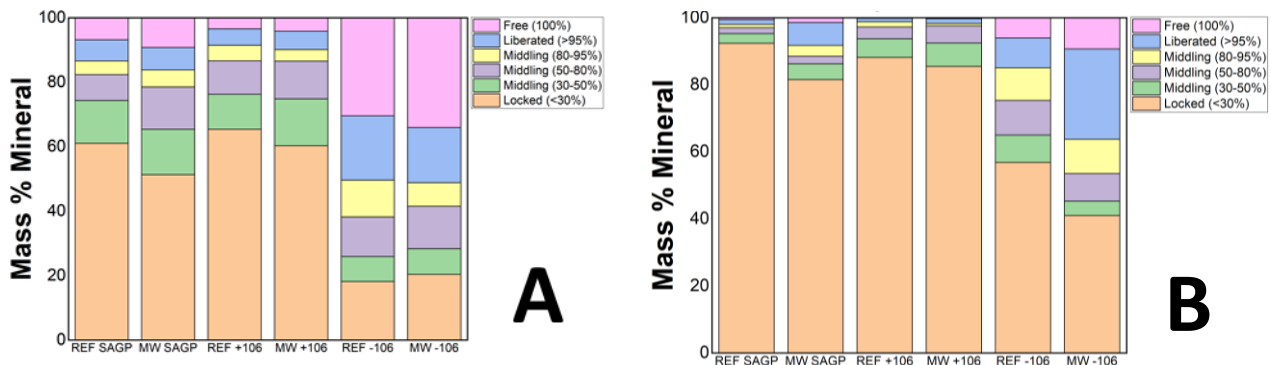 Mass % Mineral
100
80
60
40
20
0
REF SAGP MW SAGP REF +106 MW +106 REF -106 MW -106
Free (100%)
Liberated (>95%)
Middling (80-95%)
Middling (50-80%)
Middling (30-50%)
Locked (<30%)
A
Mass % Mineral
100
80
60
40
20
0
REF SAGP MW SAGP REF +106 MW +106 REF -106 MW -106
Free (100%)
Liberated (>95%)
Middling (80-95%)
Middling (50-80%)
Middling (30-50%)
Locked (<30%)
B